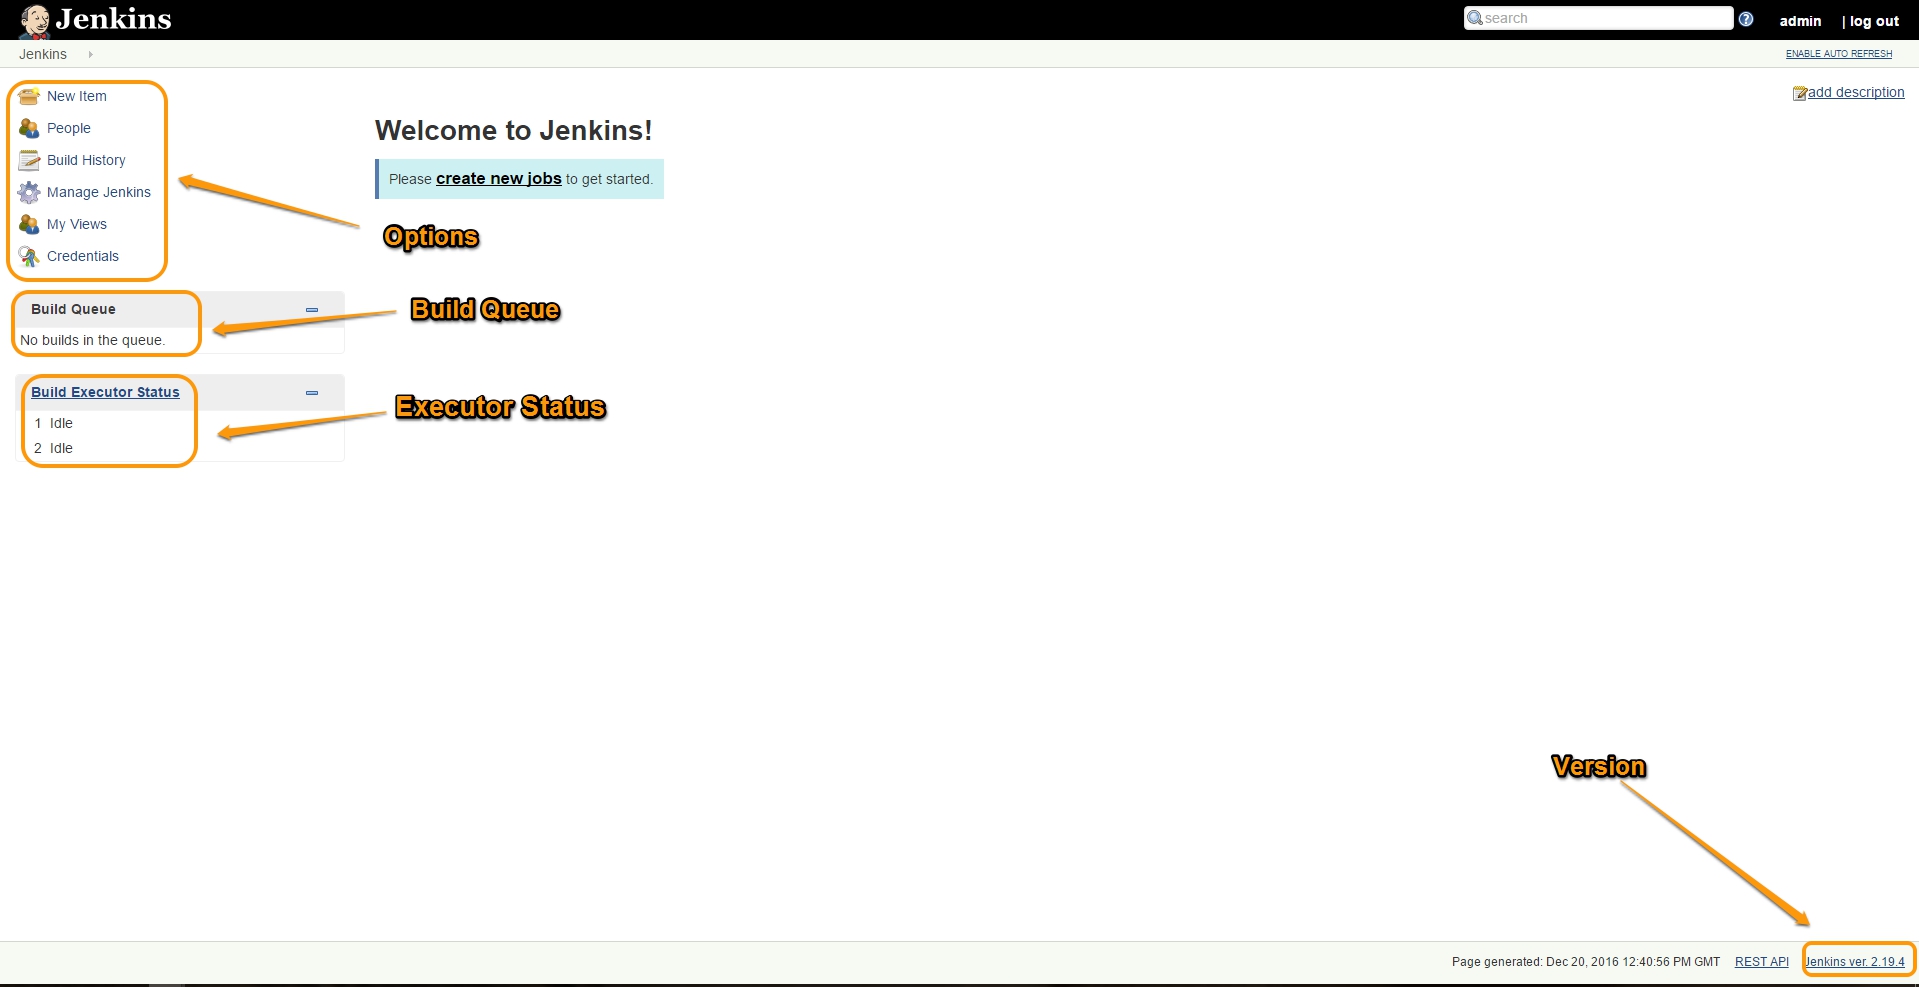 Jenkins
search
admin | log out
Jenkins
ENABLE AUTO REFRESH
New Item
People
Build History
Manage Jenkins
My Views
Credentials
add description
Welcome to Jenkins!
Please create new jobs to get started.
Options
Build Queue
No builds in the queue.
Build Queue
Build Executor Status
1 Idle
2 Idle
Executor Status
Version
Page generated: Dec 20, 2016 12:40:56 PM GMT REST API Jenkins ver. 2.19.4